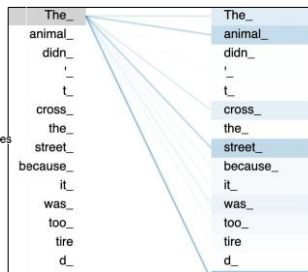 The_ The_
animal_ animal_
didn_ didn_
'_ '_
t_ t_
cross_ cross_
the_ the_
street_ street_
es
because_ because_
it_ it_
was_ was_
too_ too_
tire tire
d_ d_